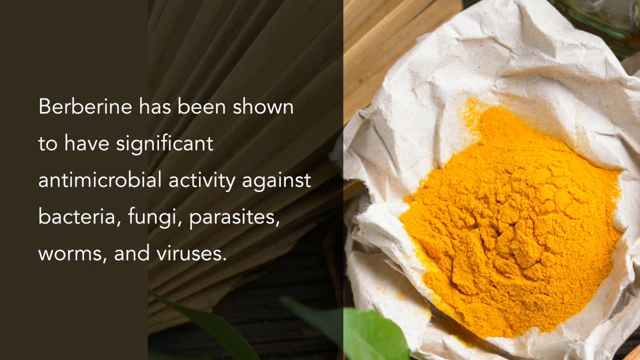 Berberine has been shown
to have significant
antimicrobial activity against
bacteria, fungi, parasites,
worms, and viruses.